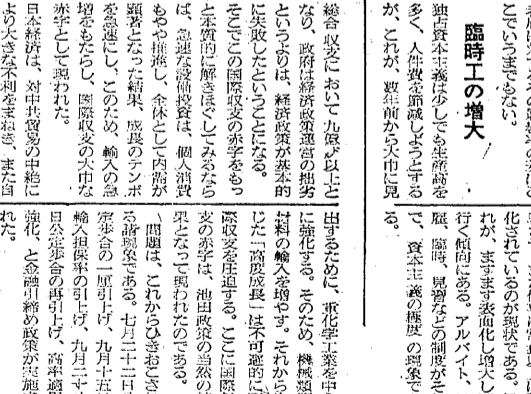 こでいうまでもない。
臨時工の増大
独占資本主義は少しでも生産高を
多く、人件費を節減しようとする
が、これが、数年前から大巾に見
化されているのが現状である。
れが、ますます表面化し増大し
行く傾向にある。アルバイト、
雇、臨時、見習などの制度がそ
で、資本主義の極度の現象で
る。
総合収支において九億ドル以上と
なり、政府は経済政策運営の拙劣
というよりは、経済政策が基本的
に失敗したということになる。
そこでこの国際収支の赤字をもっ
と本質的に解きほぐしてみるなら
ば、急速な設備投資は、個人消費
もやや推進し、全体として内需が
顕著となった結果、成長のテンポ
を急速にし、このため、輸入の急
増をもたらし、国際収支の大巾な
赤字として現われた。
日本経済は、対中共貿易の中絶に
より大きな不利をまねき、また自
出するために、重化学工業を中
に強化する。そのため、機械類
材料の輸入を増やす。それから
じた「高度成長」は不可避的に
際収支を圧迫する。ここに国際
支の赤字は、池田政策の当然の
果となって現われたのである。
問題は、これからひきおこさ
る諸現象である。七月二十二日
定歩合の一厘引上げ、九月十五
輸入担保率の引上げ、九月二十
日公定歩合の再引上げ、高率適用
強化、と金融引締め政策が実施
れた。